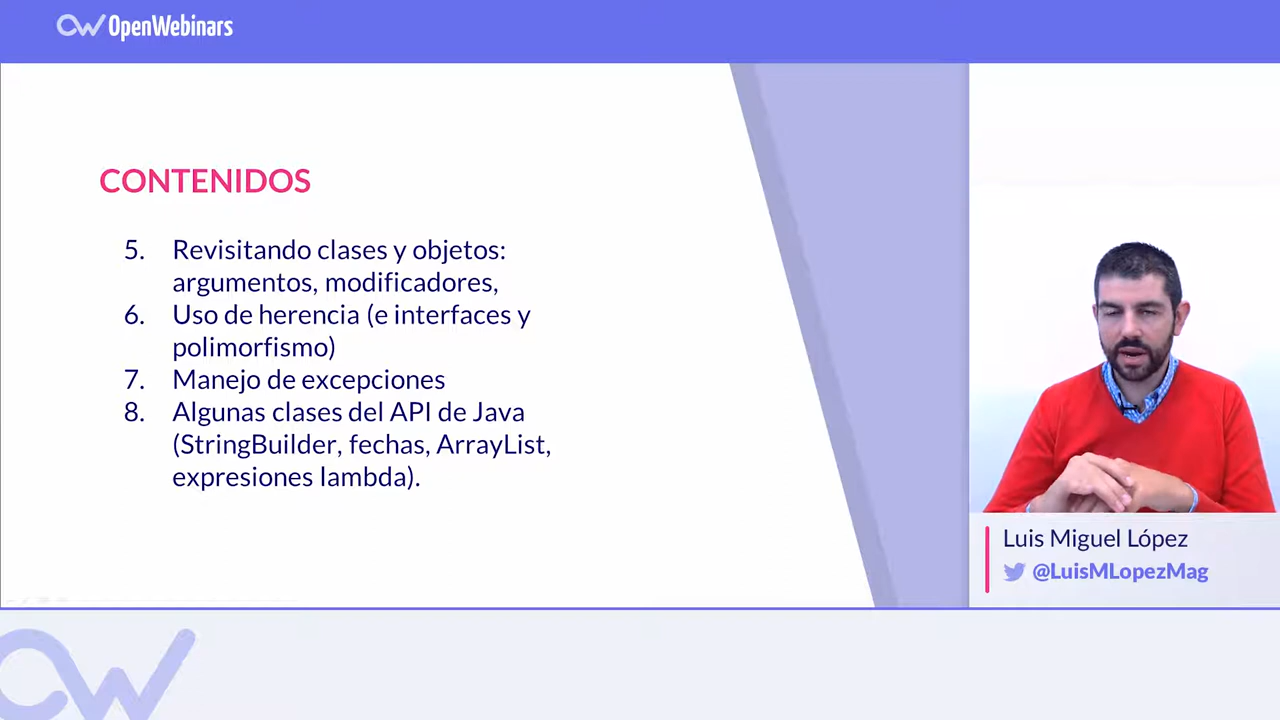 OpenWebinars
CONTENIDOS
5. Revisitando clases y objetos:
argumentos, modificadores,
6. Uso de herencia (e interfaces y
polimorfismo)
7. Manejo de excepciones
8. Algunas clases del API de Java
(StringBuilder, fechas, ArrayList,
expresiones lambda).
Luis Miguel López
@LuisMLopezMag